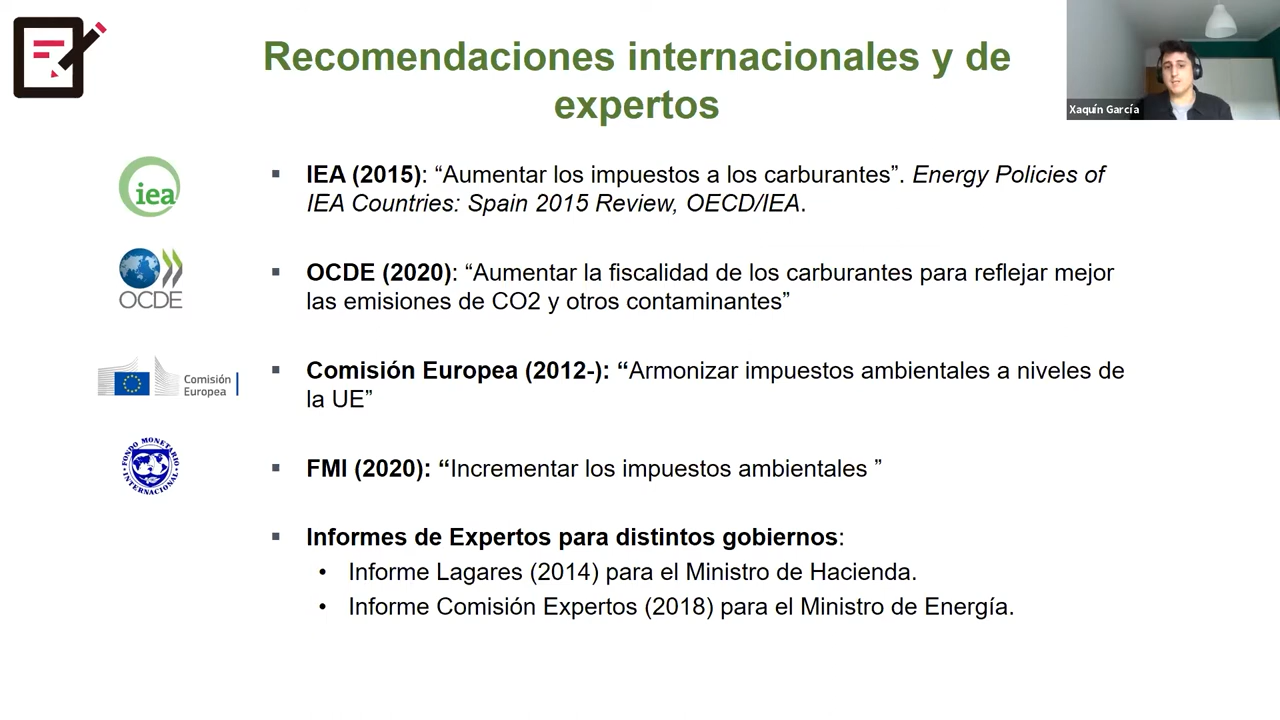 Recomendaciones internacionales y de
expertos
Xaquín García
iea
IEA (2015): “Aumentar los impuestos a los carburantes”. Energy Policies of
IEA Countries: Spain 2015 Review, OECD/IEA.
OCDE
OCDE (2020): “Aumentar la fiscalidad de los carburantes para reflejar mejor
las emisiones de CO2 y otros contaminantes”
Comisión
Europea
Comisión Europea (2012-): “Armonizar impuestos ambientales a niveles de
la UE”
FONDO MONETARIO INTERNACIONAL
FMI (2020): “Incrementar los impuestos ambientales ”
Informes de Expertos para distintos gobiernos:
Informe Lagares (2014) para el Ministro de Hacienda.
Informe Comisión Expertos (2018) para el Ministro de Energía.